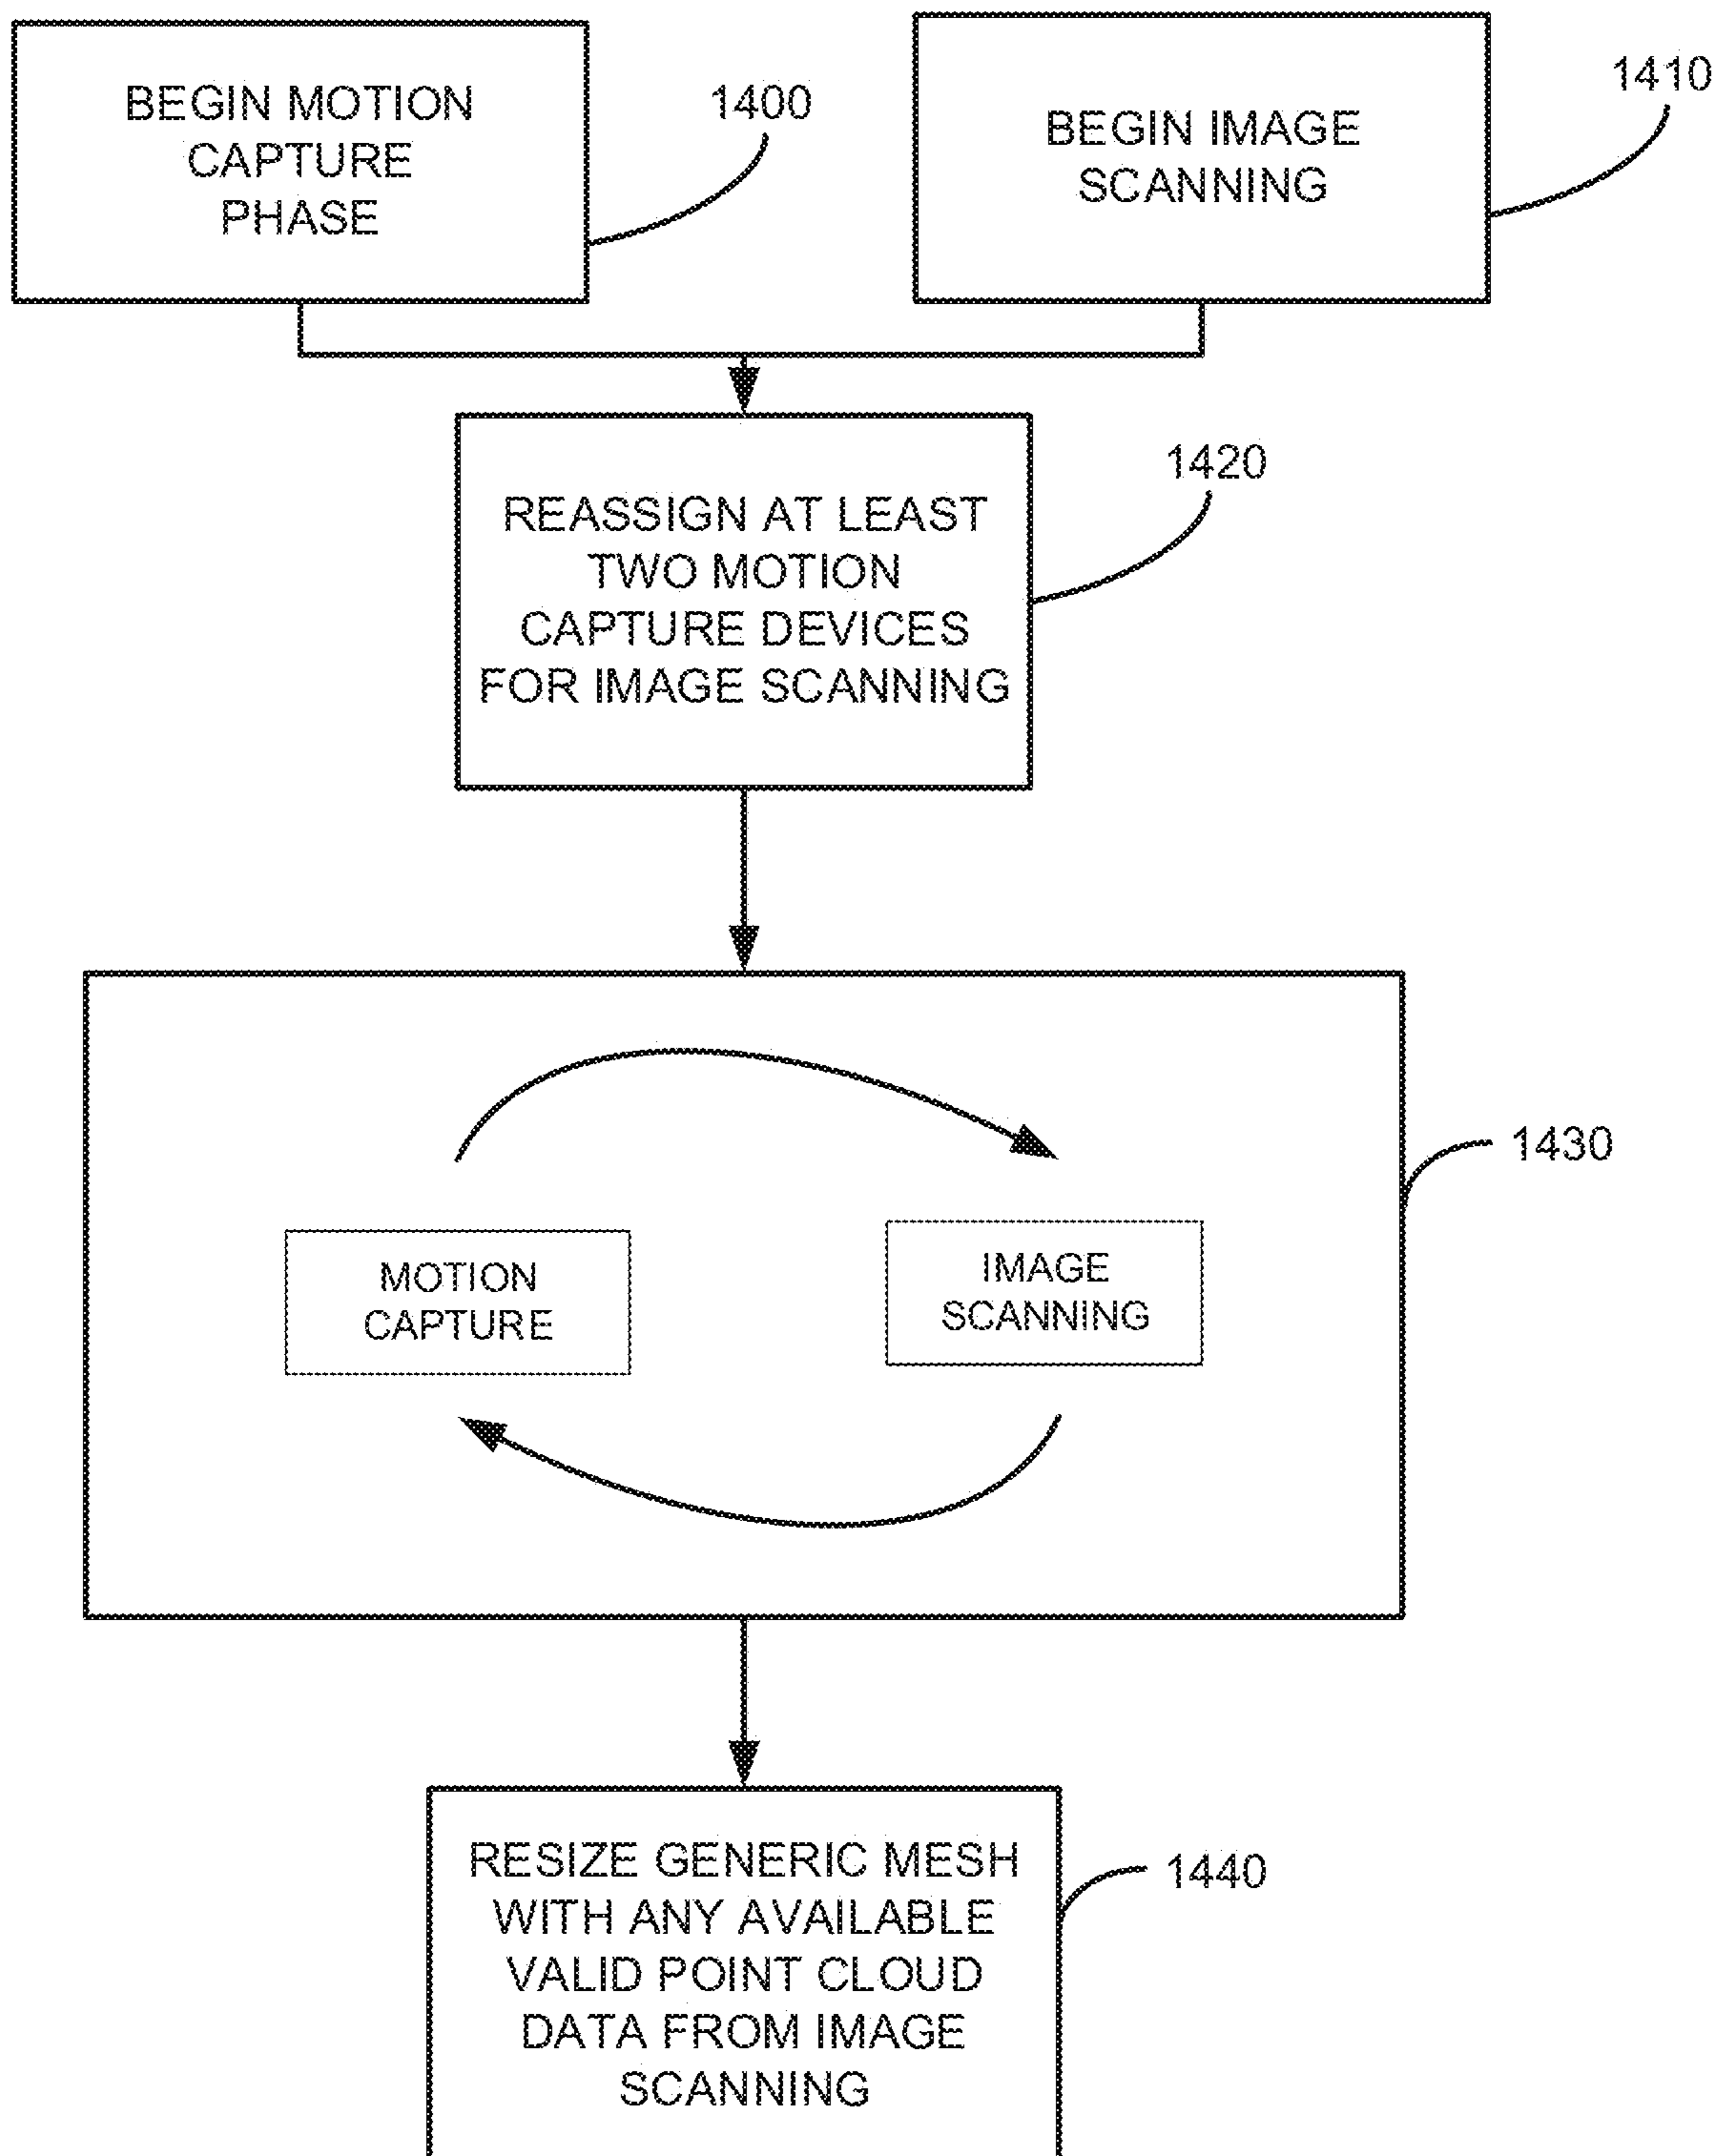 BEGIN MOTION
CAPTURE
PHASE
1400
BEGIN IMAGE
SCANNING
1410
REASSIGN AT LEAST
TWO MOTION
CAPTURE DEVICES
FOR IMAGE SCANNING
1420
MOTION
CAPTURE
IMAGE
SCANNING
1430
RESIZE GENERIC MESH
WITH ANY AVAILABLE
VALID POINT CLOUD
DATA FROM IMAGE
SCANNING
1440